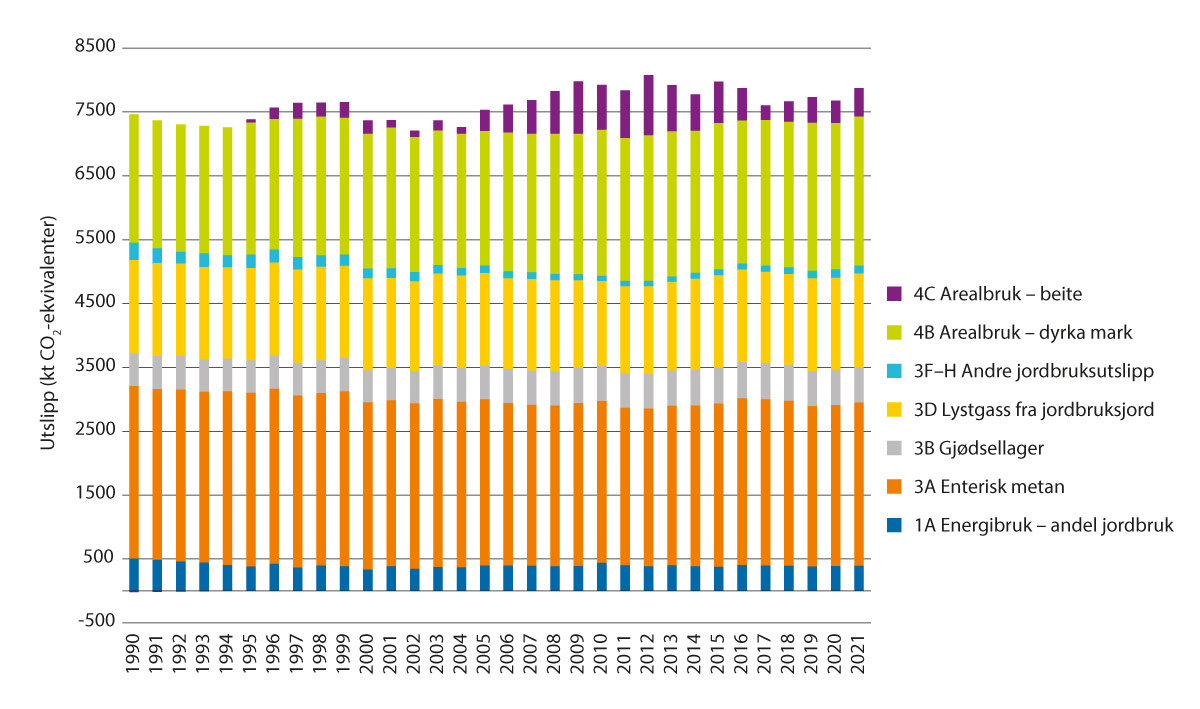 8500
7500
6500
5500
4500
3500
2500
1500
500
-500
Utslipp (kt CO2-ekvivalenter)
1990 1991 1992 1993 1994 1995 1996 1997 1998 1999 2000 2001 2002 2003 2004 2005 2006 2007 2008 2009 2010 2011 2012 2013 2014 2015 2016 2017 2018 2019 2020 2021
4C Arealbruk – beite
4B Arealbruk – dyrka mark
3F–H Andre jordbruksutslipp
3D Lystgass fra jordbruksjord
3B Gjødsellager
3A Enterisk metan
1A Energibruk – andel jordbruk